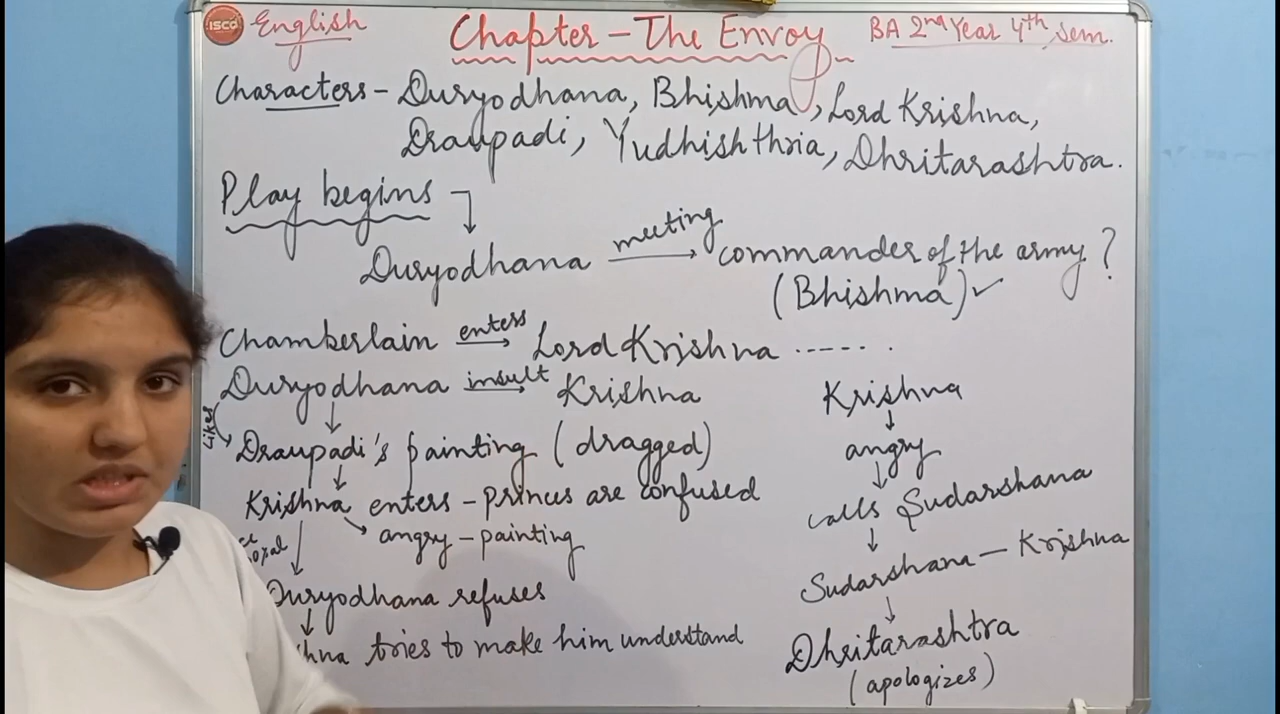 ISCO English
Chapter – The Envoy
BA 2nd Year 4th sem.
Characters – Duryodhana, Bhishma, Lord Krishna,
Draupadi, Yudhishthria, Dhritarashtra.
Play begins
Duryodhana meeting → commander of the army?
(Bhishma) ✓
Chamberlain enters → Lord Krishna ...... .
Duryodhana insult → Krishna
↓
likes Draupadi's painting (dragged)
↓
Krishna enters – princes are confused
→ angry – painting
↓
Duryodhana refuses
↓
tries to make him understand
Krishna
↓
angry
↓
calls Sudarshana
↓
Sudarshana – Krishna
↓
Dhritarashtra
(apologizes)